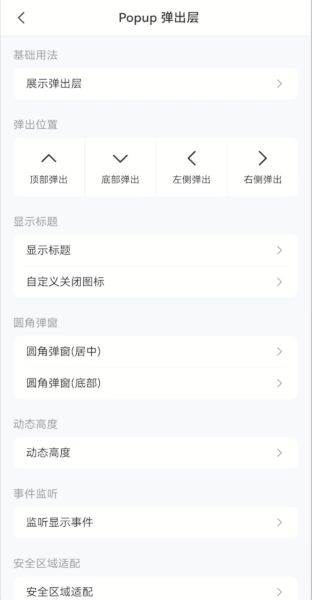 Popup 弹出层
基础用法
展示弹出层
弹出位置
顶部弹出 底部弹出 左侧弹出 右侧弹出
显示标题
显示标题
自定义关闭图标
圆角弹窗
圆角弹窗(居中)
圆角弹窗(底部)
动态高度
动态高度
事件监听
监听显示事件
安全区域适配
安全区域适配